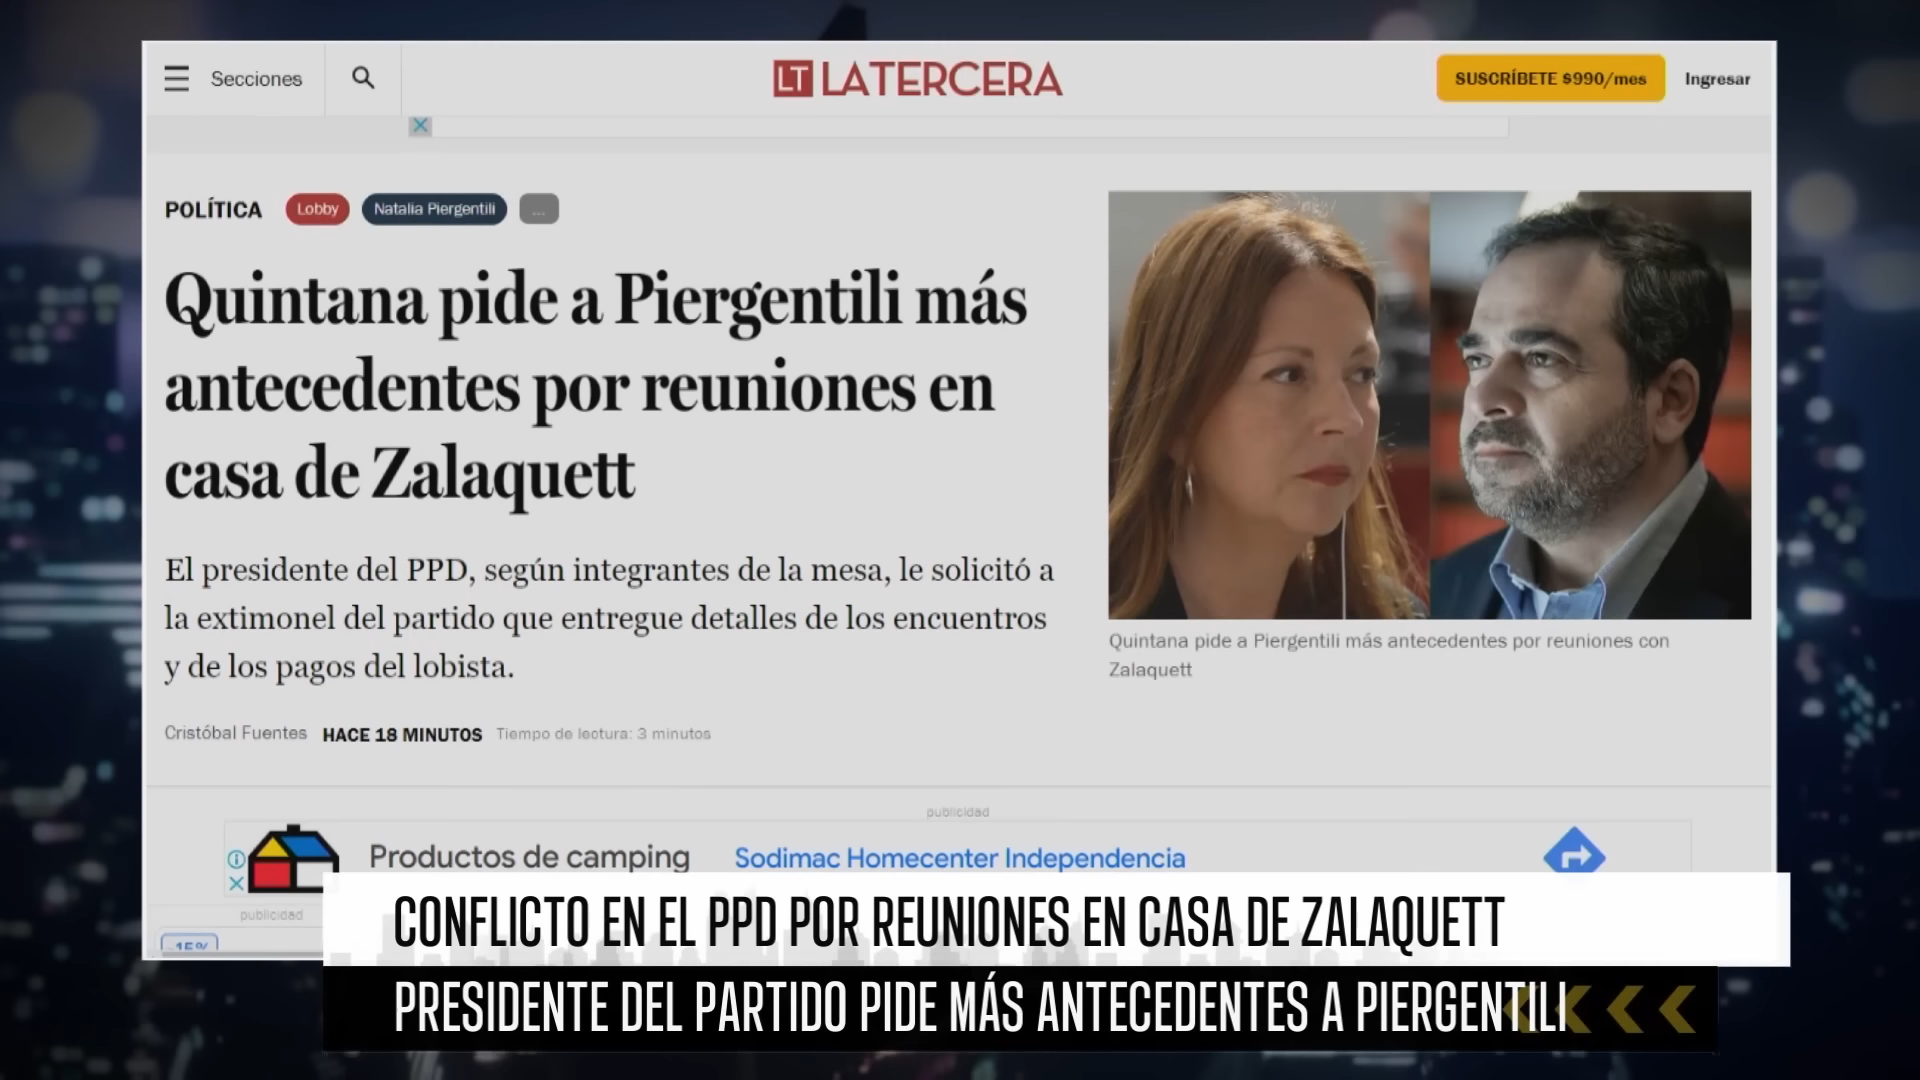 Secciones
LT LATERCERA
SUSCRÍBETE $990/mes
Ingresar
POLÍTICA
Lobby
Natalia Piergentili
...
Quintana pide a Piergentili más
antecedentes por reuniones en
casa de Zalaquett
El presidente del PPD, según integrantes de la mesa, le solicitó a
la extimonel del partido que entregue detalles de los encuentros
y de los pagos del lobista.
Cristóbal Fuentes HACE 18 MINUTOS Tiempo de lectura: 3 minutos
Quintana pide a Piergentili más antecedentes por reuniones con
Zalaquett
publicidad
Productos de camping
Sodimac Homecenter Independencia
publicidad
-15%
CONFLICTO EN EL PPD POR REUNIONES EN CASA DE ZALAQUETT
PRESIDENTE DEL PARTIDO PIDE MÁS ANTECEDENTES A PIERGENTILI